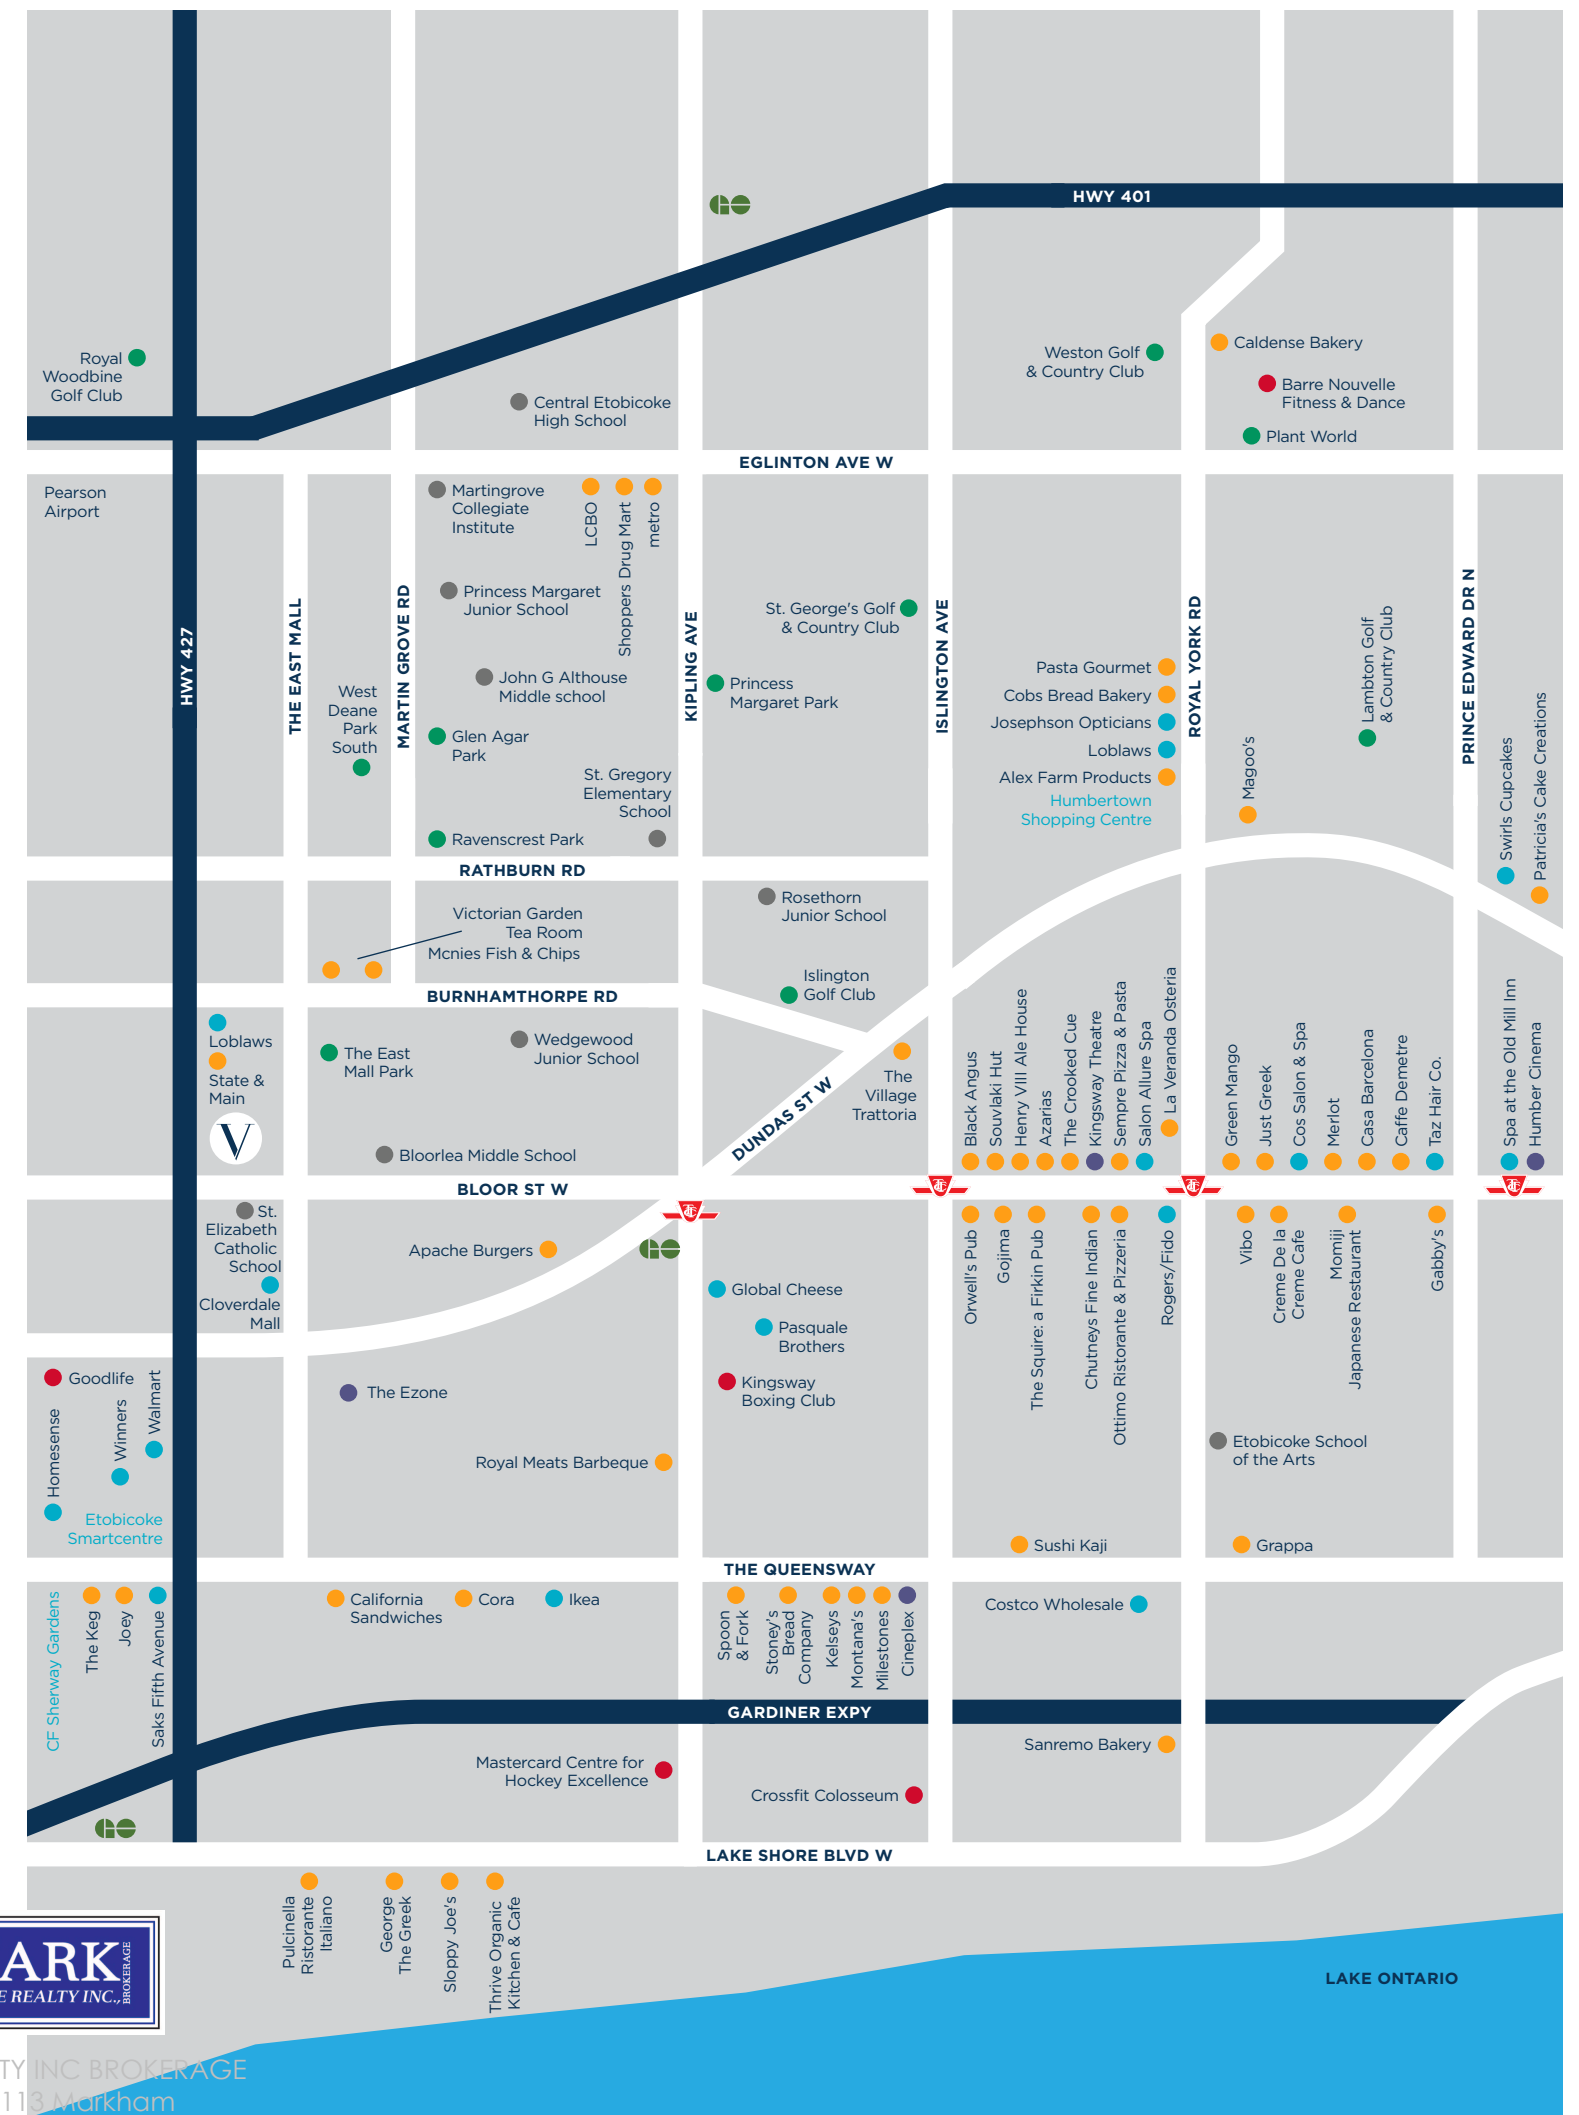 HWY 401
Royal
Woodbine
Golf Club
Weston Golf
& Country Club
Caldense Bakery
Barre Nouvelle
Fitness & Dance
Plant World
Central Etobicoke
High School
EGLINTON AVE W
Pearson
Airport
Martingrove
Collegiate
Institute
LCBO
Shoppers Drug Mart
metro
Princess Margaret
Junior School
John G Althouse
Middle school
HWY 427
THE EAST MALL
West
Deane
Park
South
MARTIN GROVE RD
Glen Agar
Park
St. Gregory
Elementary
School
Ravenscrest Park
KIPLING AVE
St. George's Golf
& Country Club
Princess
Margaret Park
ISLINGTON AVE
Pasta Gourmet
Cobs Bread Bakery
Josephson Opticians
Loblaws
Alex Farm Products
Humbertown
Shopping Centre
ROYAL YORK RD
Magoo's
Lambton Golf
& Country Club
PRINCE EDWARD DR N
Swirls Cupcakes
Patricia's Cake Creations
RATHBURN RD
Victorian Garden
Tea Room
Mcnies Fish & Chips
Rosethorn
Junior School
Islington
Golf Club
BURNHAMTHORPE RD
Loblaws
State &
Main
V
The East
Mall Park
Wedgewood
Junior School
Bloorlea Middle School
The
Village
Trattoria
DUNDAS ST W
Black Angus
Souvlaki Hut
Henry VIII Ale House
Azarias
The Crooked Cue
Kingsway Theatre
Sempre Pizza & Pasta
Salon Allure Spa
La Veranda Osteria
Green Mango
Just Greek
Cos Salon & Spa
Merlot
Casa Barcelona
Caffe Demetre
Taz Hair Co.
Spa at the Old Mill Inn
Humber Cinema
BLOOR ST W
St.
Elizabeth
Catholic
School
Cloverdale
Mall
Apache Burgers
Global Cheese
Pasquale
Brothers
Kingsway
Boxing Club
Orwell's Pub
Gojima
The Squire: a Firkin Pub
Chutneys Fine Indian
Ottimo Ristorante & Pizzeria
Rogers/Fido
Vibo
Creme De la
Creme Cafe
Momiji
Japanese Restaurant
Gabby's
Goodlife
Homesense
Winners
Walmart
Etobicoke
Smartcentre
The Ezone
Royal Meats Barbeque
Etobicoke School
of the Arts
Sushi Kaji
Grappa
THE QUEENSWAY
CF Sherway Gardens
The Keg
Joey
Saks Fifth Avenue
California
Sandwiches
Cora
Ikea
Spoon
& Fork
Stoney's
Bread
Company
Kelseys
Montana's
Milestones
Cineplex
Costco Wholesale
GARDINER EXPY
Mastercard Centre for
Hockey Excellence
Crossfit Colosseum
Sanremo Bakery
LAKE SHORE BLVD W
Pulcinella
Ristorante
Italiano
George
The Greek
Sloppy Joe's
Thrive Organic
Kitchen & Cafe
LAKE ONTARIO
ARK
E REALTY INC.,
BROKERAGE
TY INC BROKERAGE
113 Markham